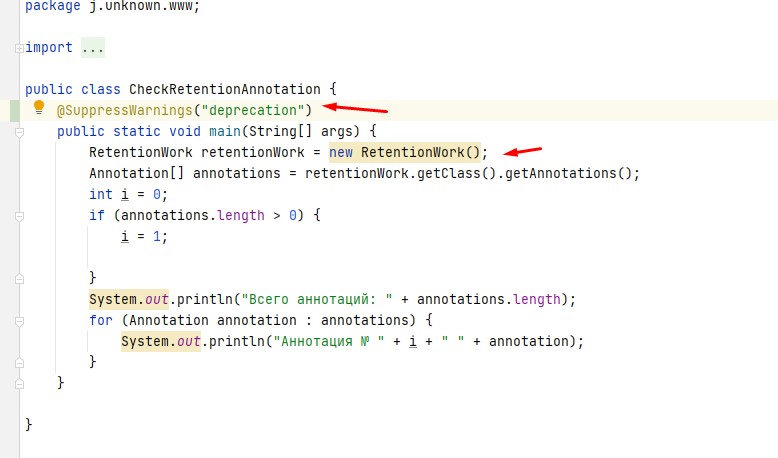 package j.unknown.www;
import ...
public class CheckRetentionAnnotation {
@SuppressWarnings("deprecation")
public static void main(String[] args) {
RetentionWork retentionWork = new RetentionWork();
Annotation[] annotations = retentionWork.getClass().getAnnotations();
int i = 0;
if (annotations.length > 0) {
i = 1;
}
System.out.println("Всего аннотаций: " + annotations.length);
for (Annotation annotation : annotations) {
System.out.println("Аннотация № " + i + " " + annotation);
}
}
}